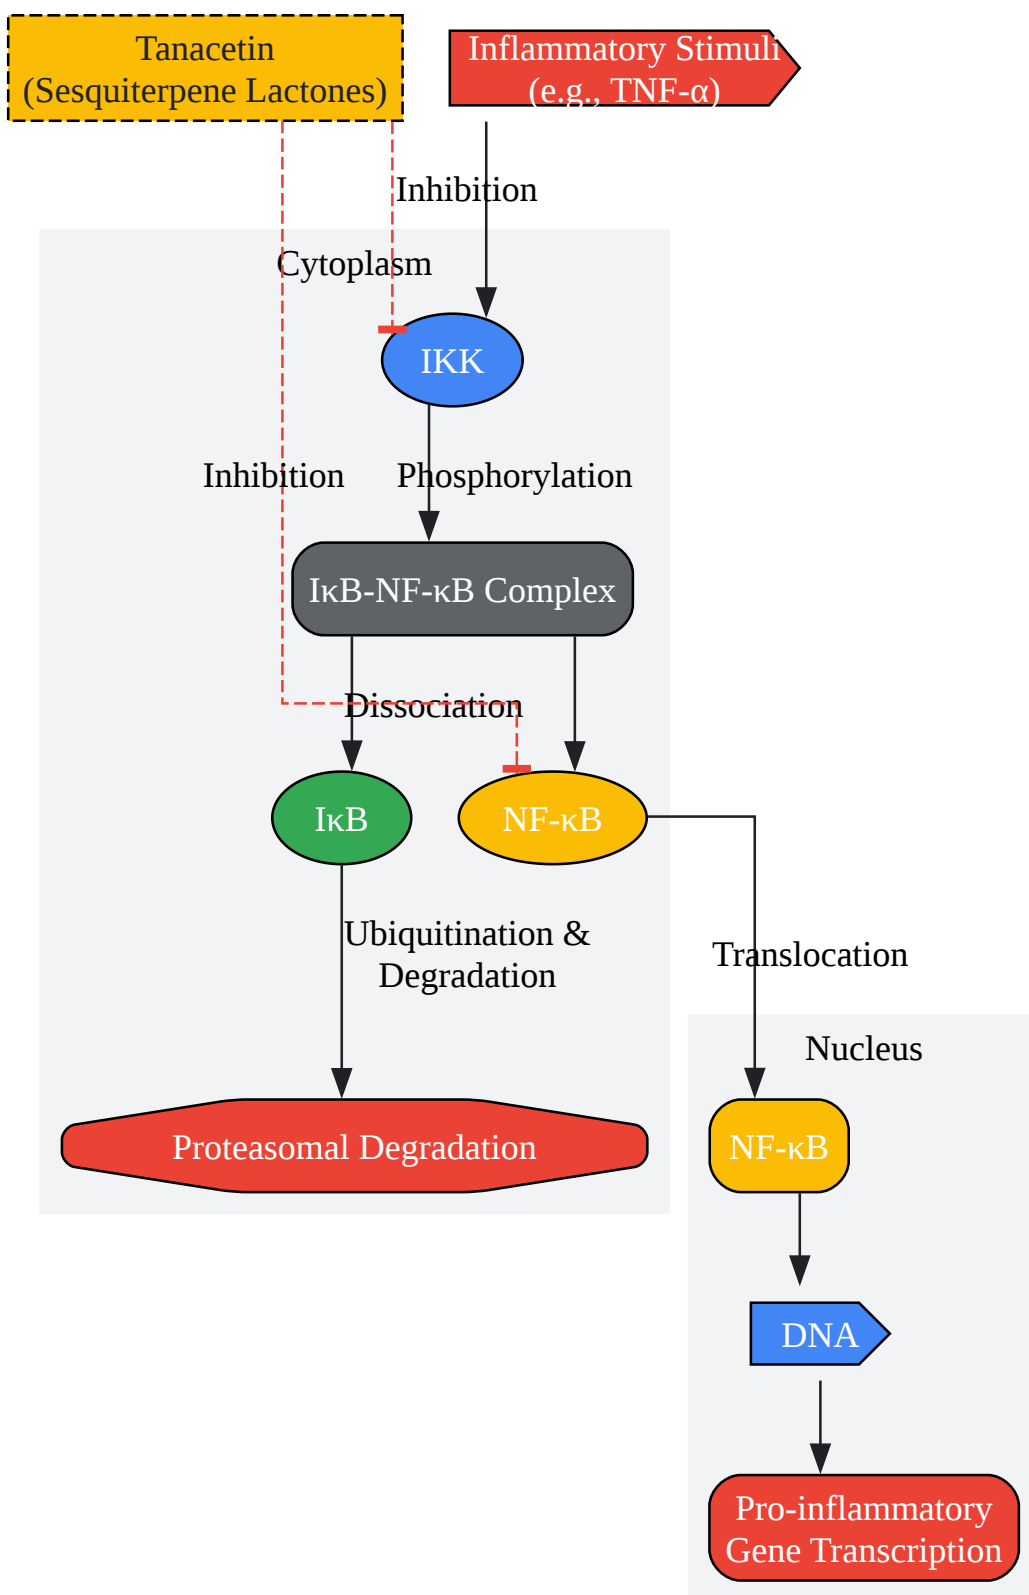 Tanacetin
(Sesquiterpene Lactones)
Inflammatory Stimuli
(e.g., TNF-α)
Inhibition
Cytoplasm
IKK
Inhibition
Phosphorylation
IκB-NF-κB Complex
Dissociation
IκB
NF-κB
Ubiquitination &
Degradation
Translocation
Nucleus
Proteasomal Degradation
NF-κB
DNA
Pro-inflammatory
Gene Transcription